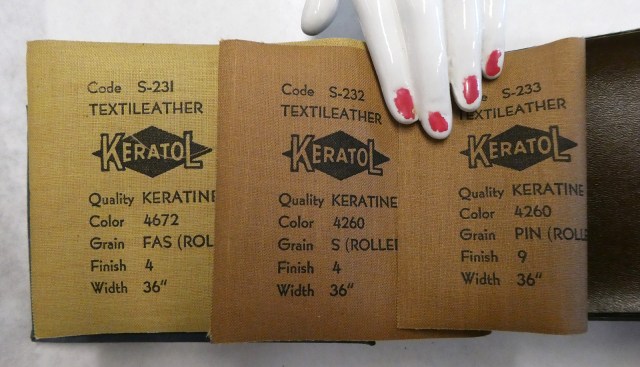 Code S-231
TEXTILEATHER
KERATOL
Quality KERATINE
Color 4672
Grain FAS (ROLL
Finish 4
Width 36"
Code S-232
TEXTILEATHER
KERATOL
Quality KERATINE
Color 4260
Grain S (ROLLE
Finish 4
Width 36"
S-233
TEXTILEATHER
KERATOL
Quality KERATINE
Color 4260
Grain PIN (ROLLE
Finish 9
Width 36"